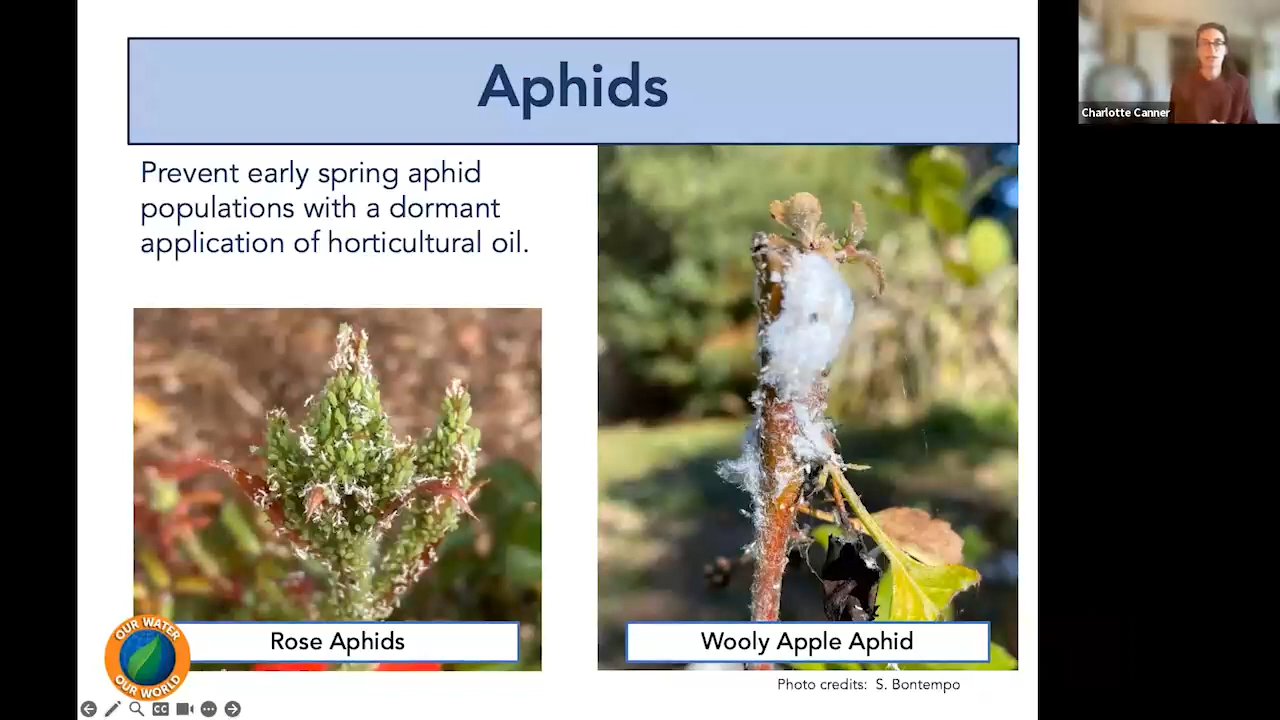 Aphids
Prevent early spring aphid
populations with a dormant
application of horticultural oil.
Rose Aphids
Wooly Apple Aphid
Photo credits: S. Bontempo
OUR WATER
OUR WORLD
CC
Charlotte Canner